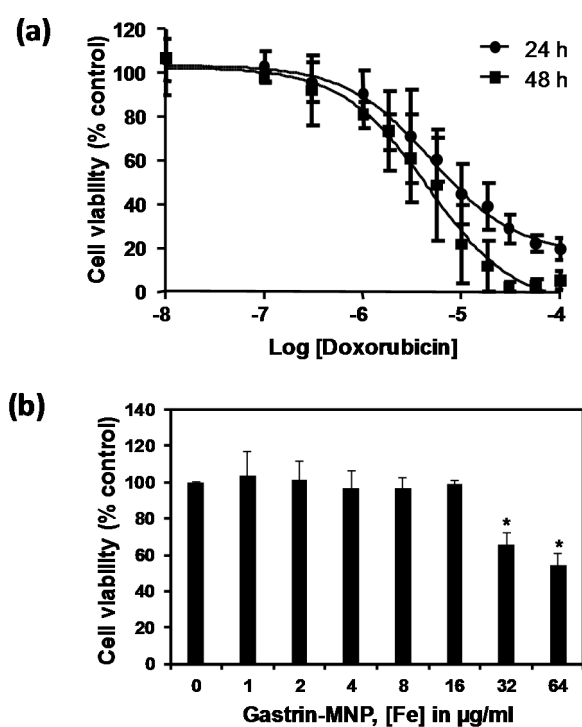 (a)
120
100
80
60
40
20
0
24 h
48 h
Cell viability (% control)
-8 -7 -6 -5 -4
Log [Doxorubicin]
(b)
140
120
100
80
60
40
20
0
Cell viability (% control)
* *
0 1 2 4 8 16 32 64
Gastrin-MNP, [Fe] in µg/ml